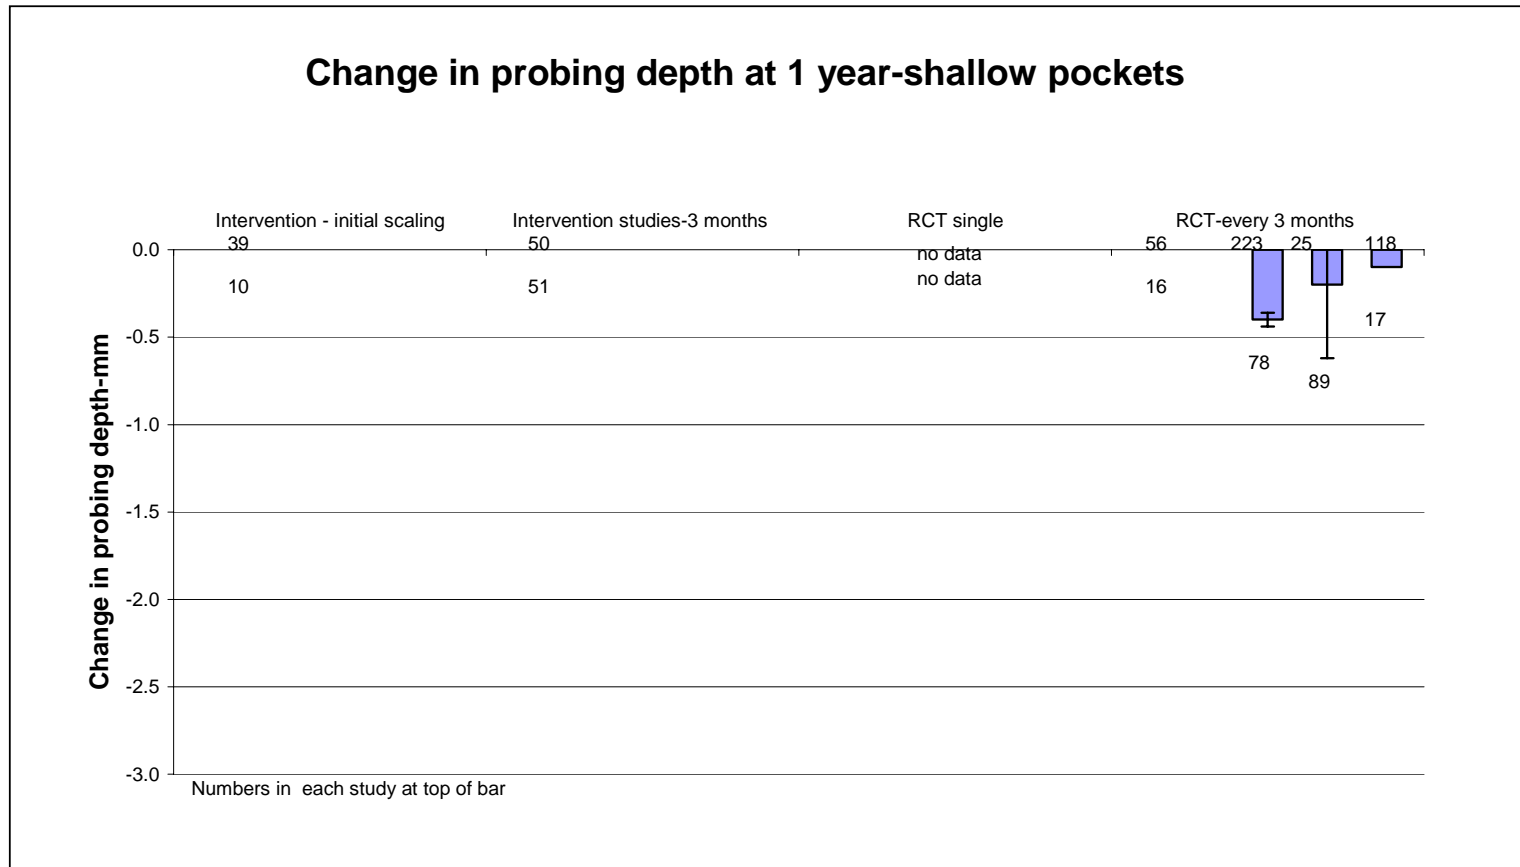 Change in probing depth at 1 year-shallow pockets
Intervention - initial scaling Intervention studies-3 months RCT single RCT-every 3 months
39 50 no data 56 223 25 118
10 51 no data 16 78 89 17
Change in probing depth-mm
0.0
-0.5
-1.0
-1.5
-2.0
-2.5
-3.0
Numbers in each study at top of bar